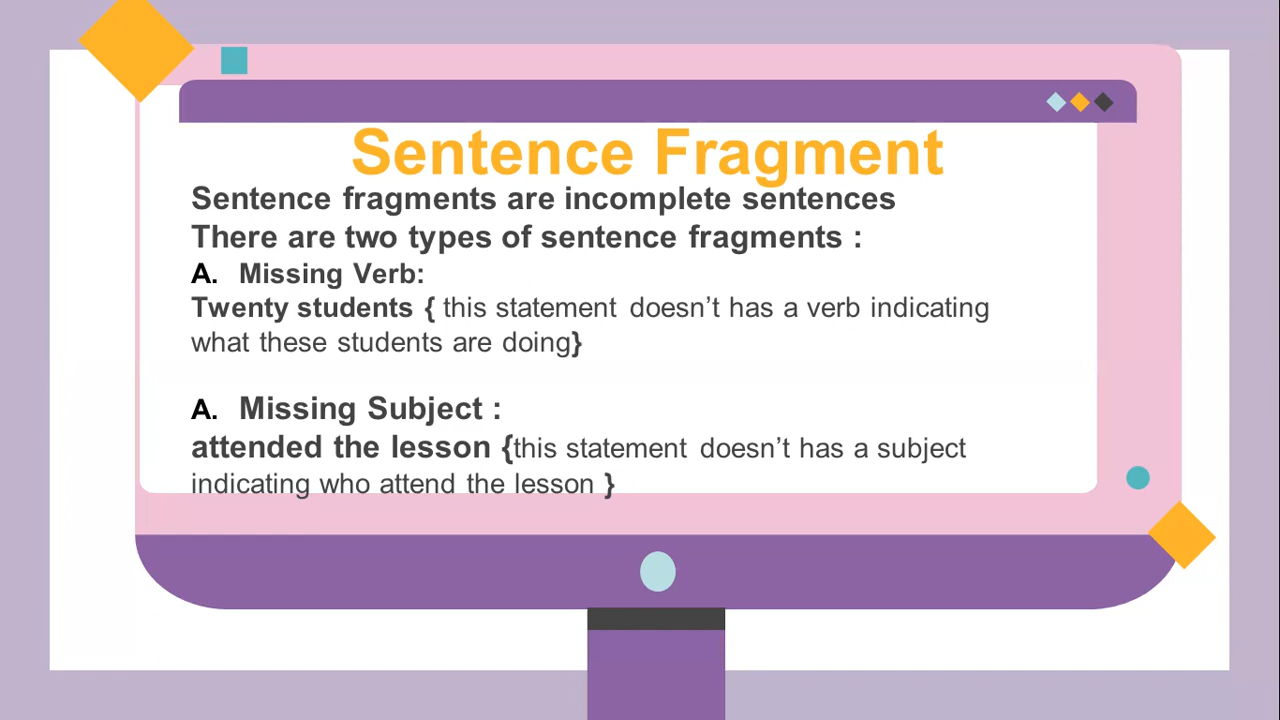 Sentence Fragment
Sentence fragments are incomplete sentences
There are two types of sentence fragments :
A. Missing Verb:
Twenty students { this statement doesn’t has a verb indicating
what these students are doing}
A. Missing Subject :
attended the lesson {this statement doesn’t has a subject
indicating who attend the lesson }